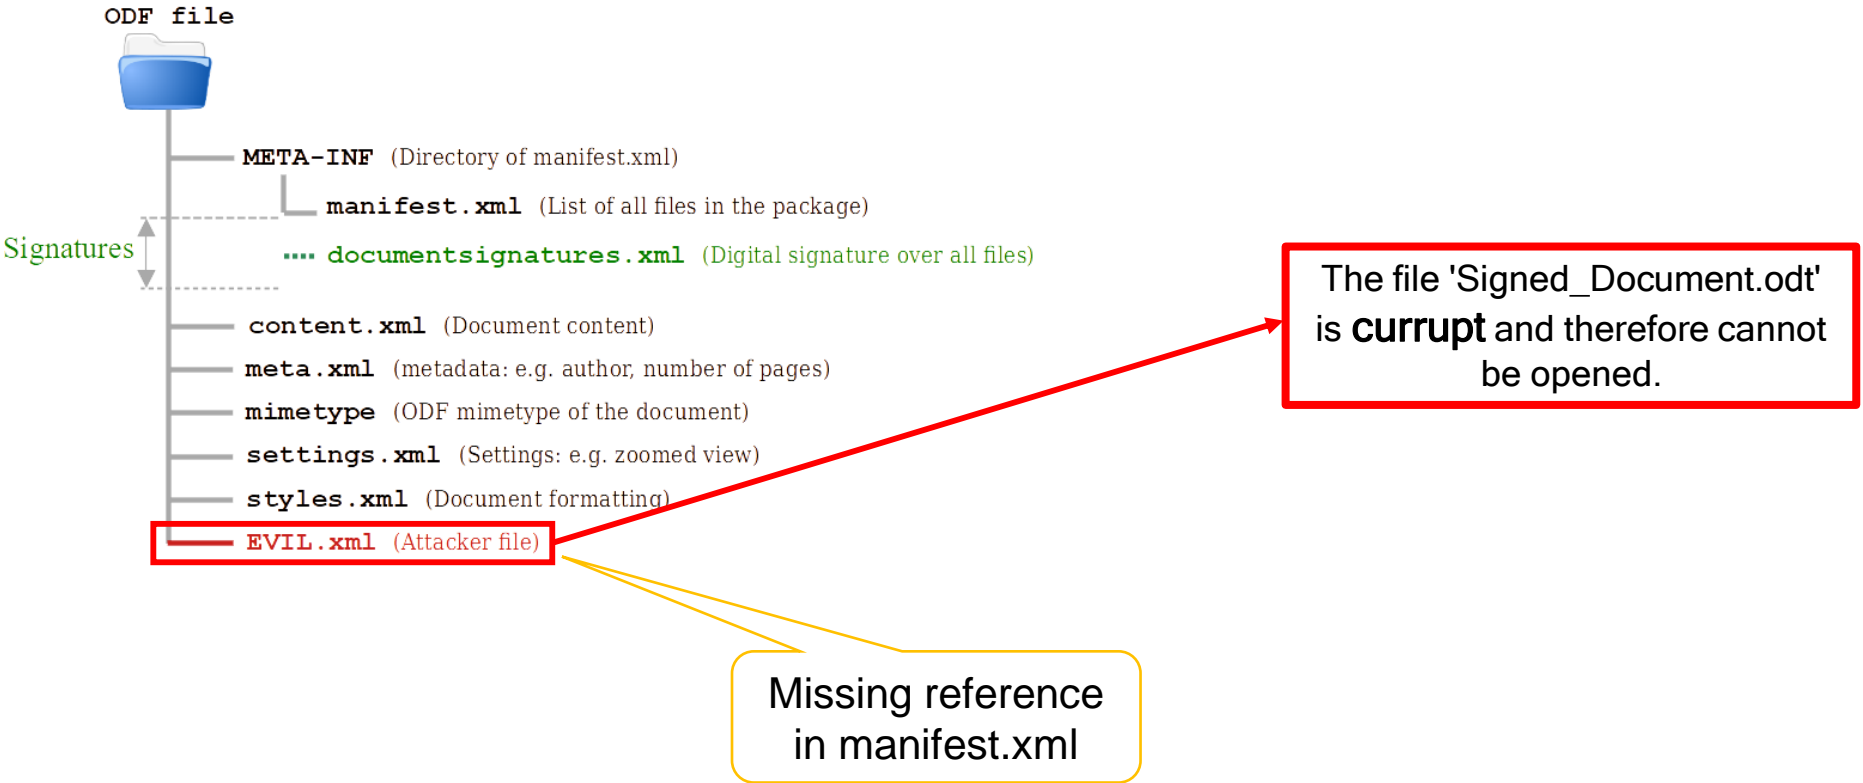 ODF file
META-INF (Directory of manifest.xml)
manifest.xml (List of all files in the package)
Signatures
documentsignatures.xml (Digital signature over all files)
content.xml (Document content)
meta.xml (metadata: e.g. author, number of pages)
mimetype (ODF mimetype of the document)
settings.xml (Settings: e.g. zoomed view)
styles.xml (Document formatting)
EVIL.xml (Attacker file)
The file 'Signed_Document.odt'
is currupt and therefore cannot
be opened.
Missing reference
in manifest.xml